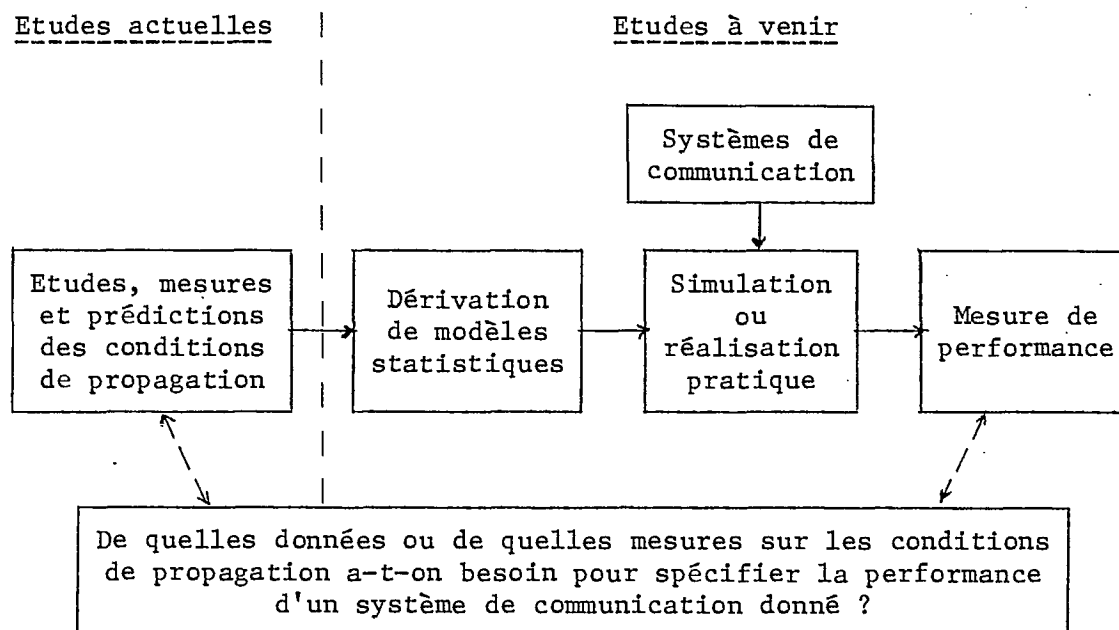 Etudes actuelles
Etudes à venir
Systèmes de
communication
Etudes, mesures
et prédictions
des conditions
de propagation
Dérivation
de modèles
statistiques
Simulation
ou
réalisation
pratique
Mesure de
performance
De quelles données ou de quelles mesures sur les conditions
de propagation a-t-on besoin pour spécifier la performance
d'un système de communication donné ?